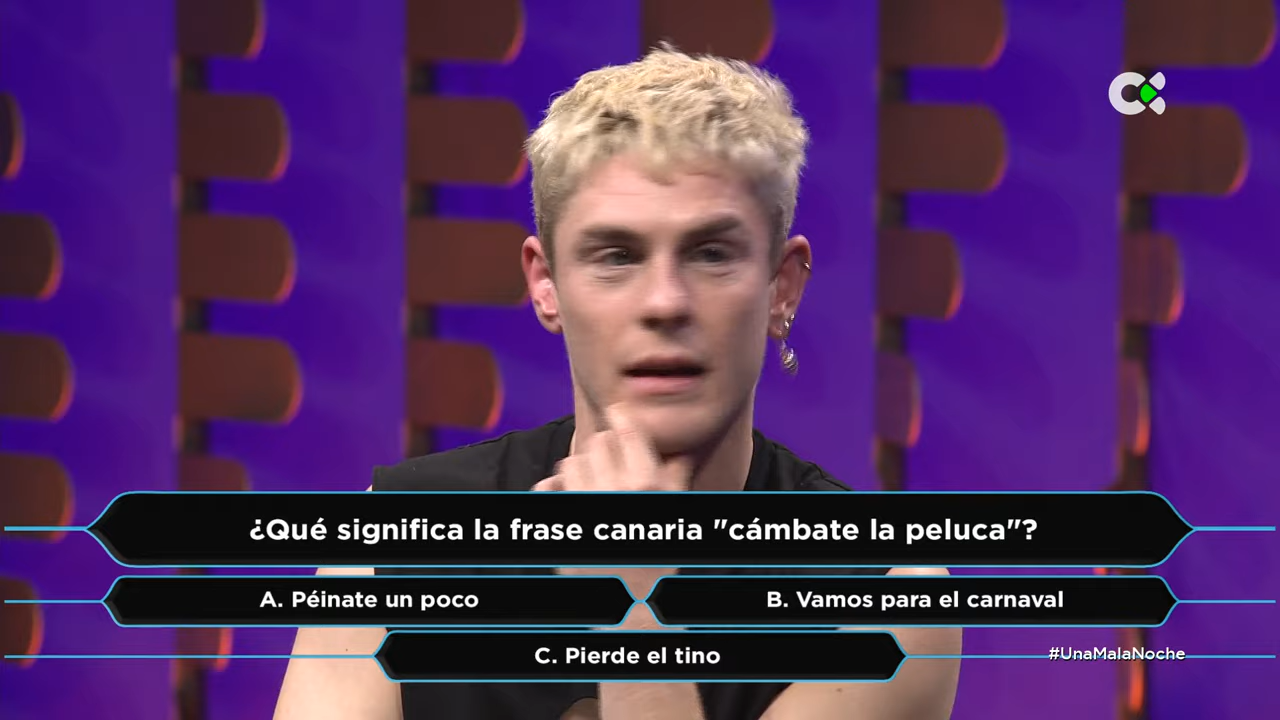 ¿Qué significa la frase canaria "cámbate la peluca"?
A. Péinate un poco
B. Vamos para el carnaval
C. Pierde el tino
#UnaMalaNoche